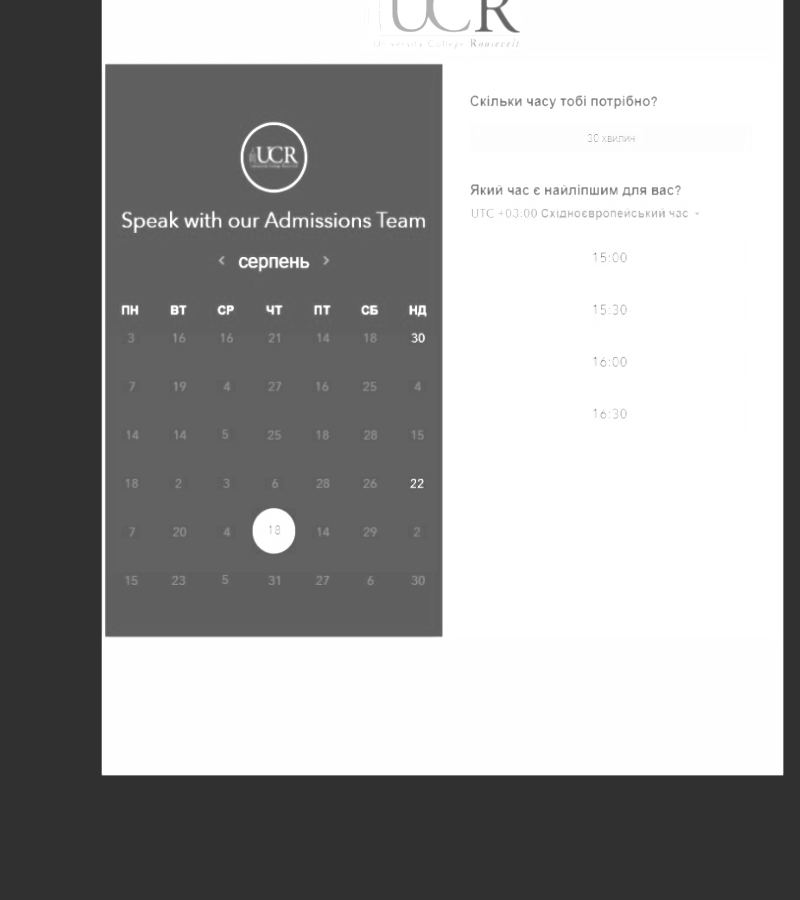 UCR
University College Roosevelt
UCR
Speak with our Admissions Team
‹ серпень ›
ПН ВТ СР ЧТ ПТ СБ НД
3 16 16 21 14 18 30
7 19 4 27 16 25 4
14 14 5 25 18 28 15
18 2 3 6 28 26 22
7 20 4 18 14 29 2
15 23 5 31 27 6 30
Скільки часу тобі потрібно?
30 хвилин
Який час є найліпшим для вас?
UTC +03:00 Східноєвропейський час
15:00
15:30
16:00
16:30